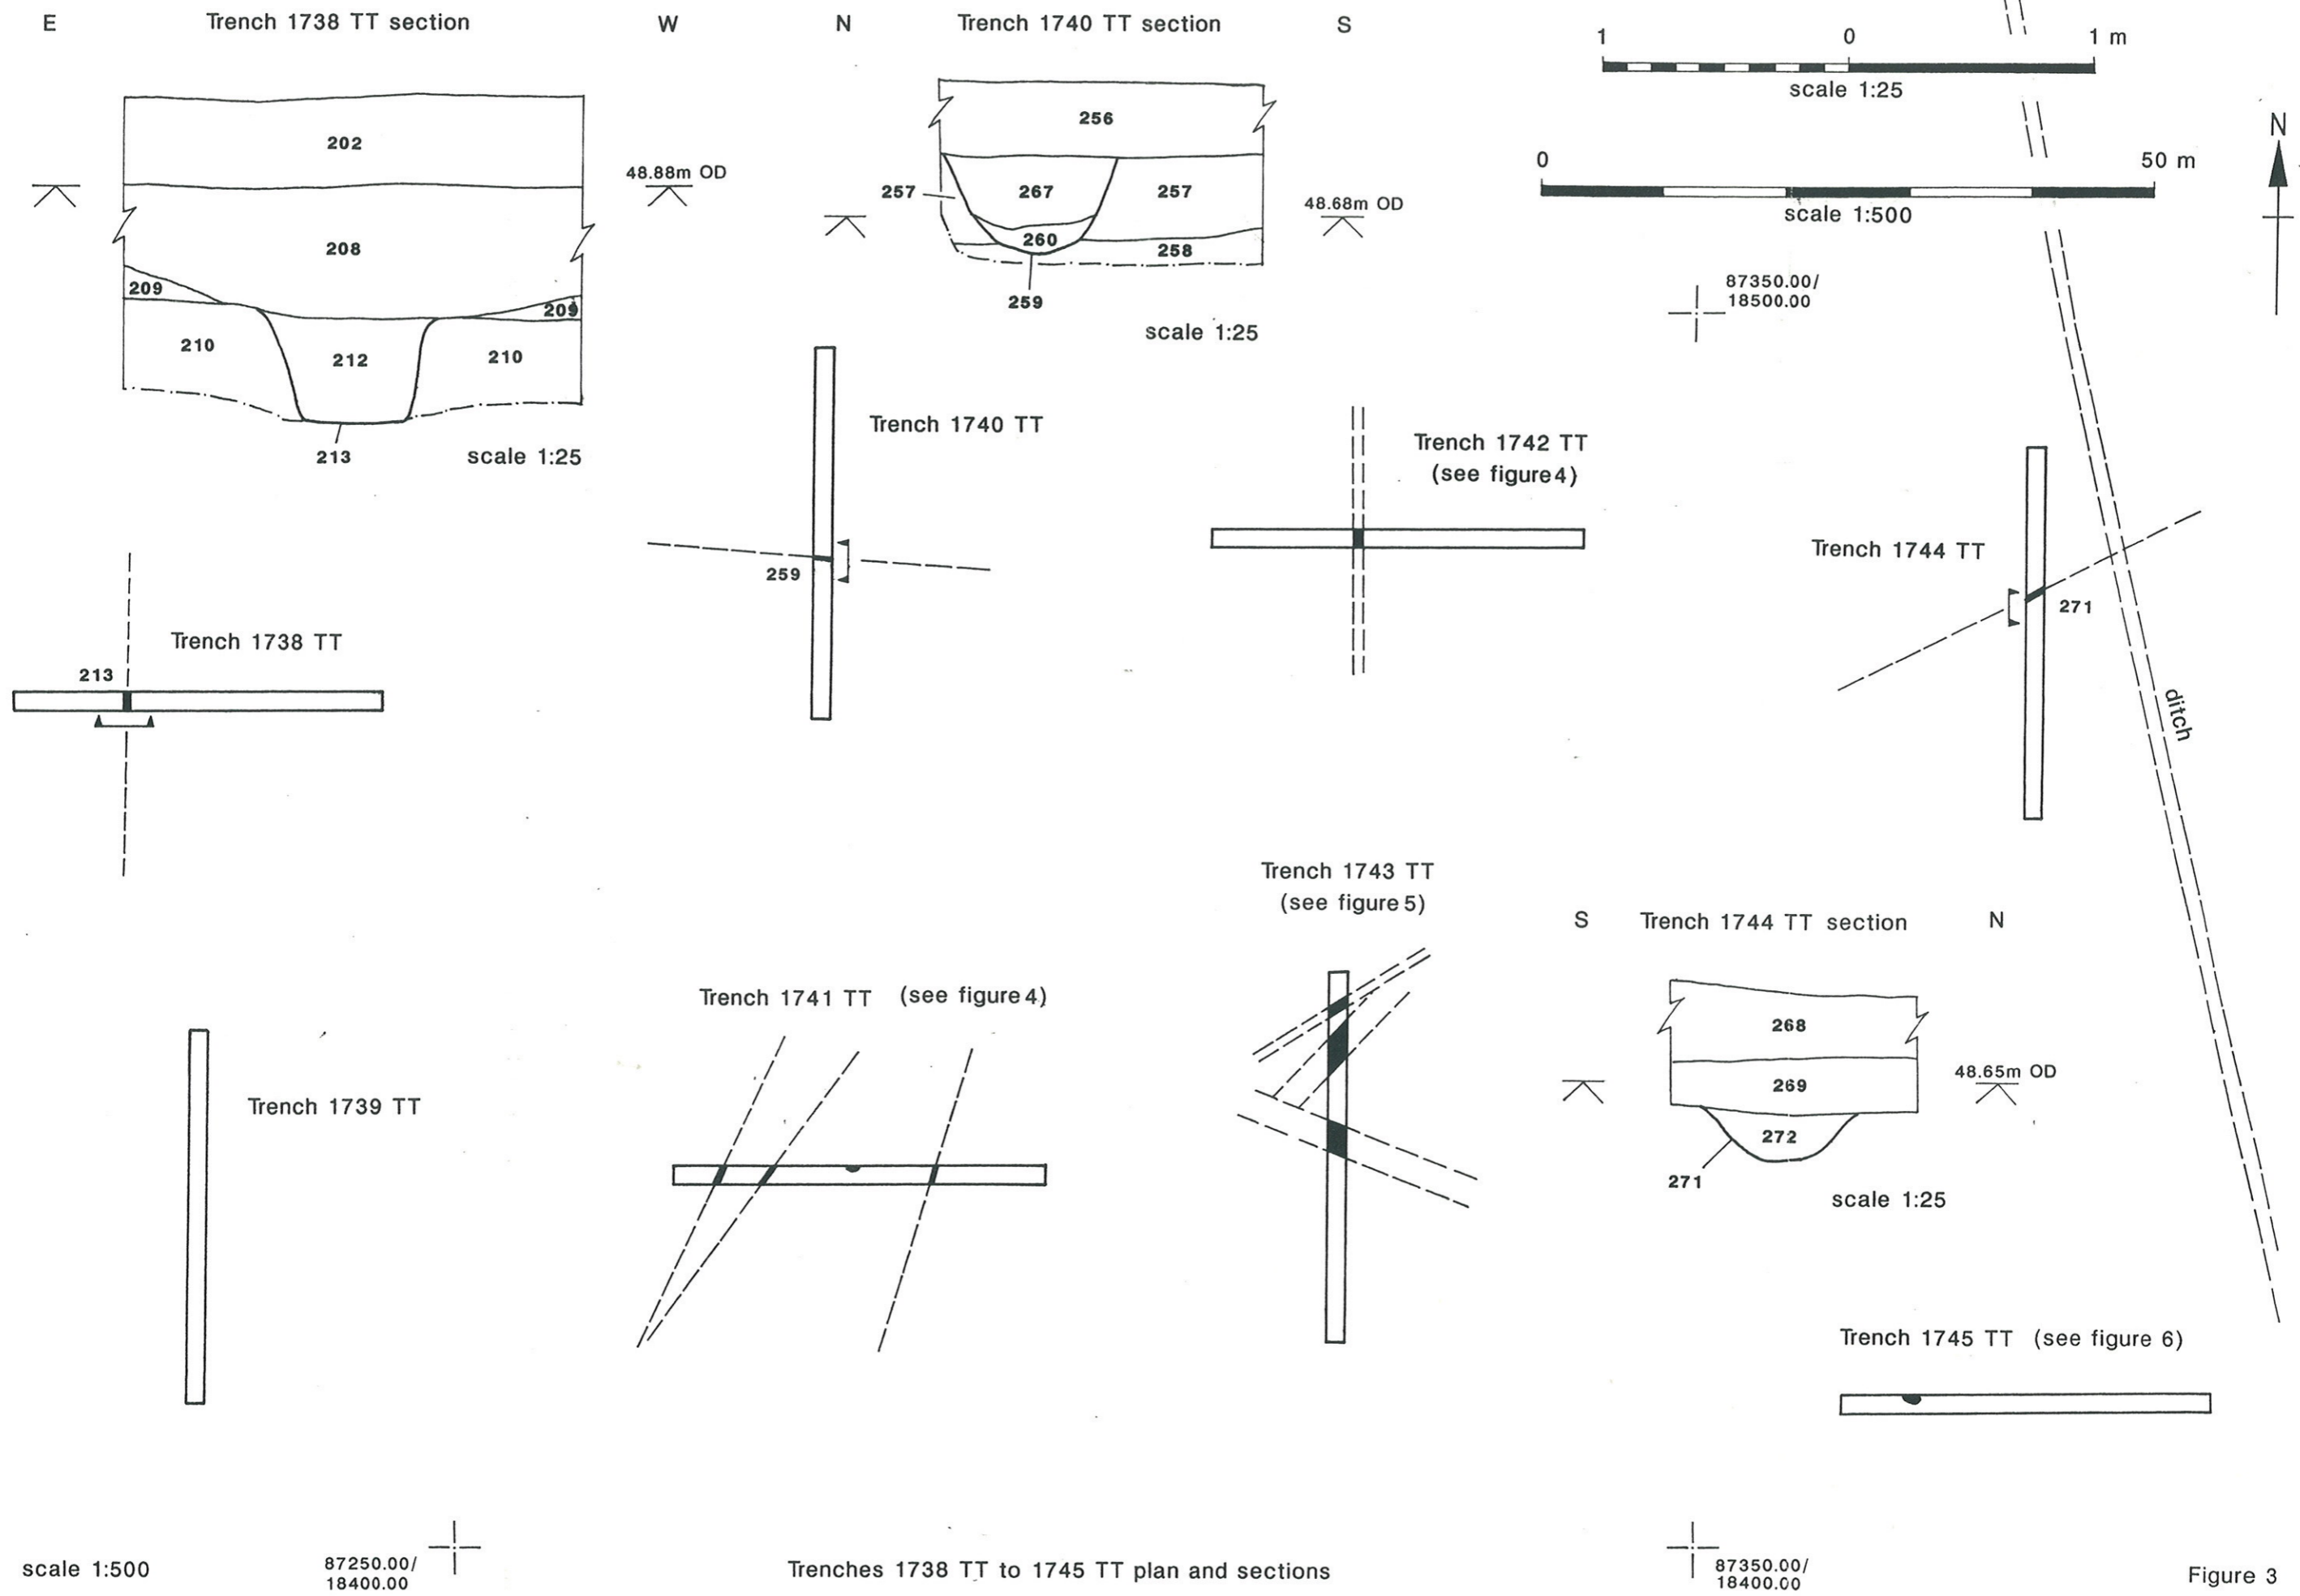 E Trench 1738 TT section W
202
48.88m OD
208
209
209
210
212
210
213
scale 1:25
N Trench 1740 TT section S
256
257
267
257
48.68m OD
260
258
259
scale 1:25
1 0 1 m
scale 1:25
0 50 m
scale 1:500
N
87350.00/
18500.00
Trench 1740 TT
259
Trench 1742 TT
(see figure 4)
Trench 1744 TT
271
ditch
Trench 1738 TT
213
Trench 1743 TT
(see figure 5)
S Trench 1744 TT section N
268
269
48.65m OD
272
271
scale 1:25
Trench 1741 TT (see figure 4)
Trench 1739 TT
Trench 1745 TT (see figure 6)
scale 1:500
87250.00/
18400.00
Trenches 1738 TT to 1745 TT plan and sections
87350.00/
18400.00
Figure 3